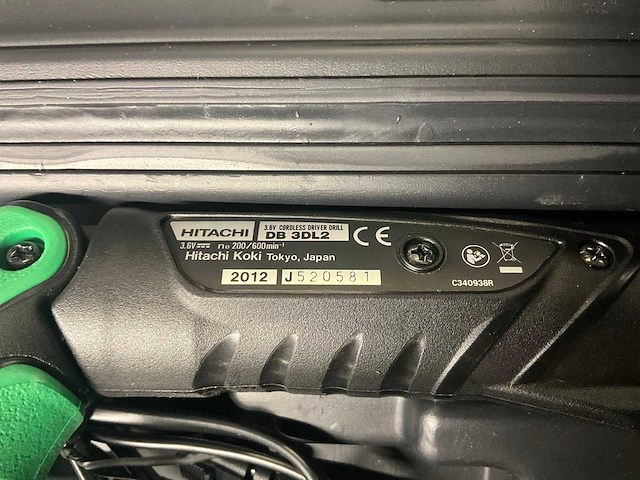 HITACHI
3.6V CORDLESS DRIVER DRILL
DB 3DL2
CE
3.6V⎓ no 200/600min⁻¹
Hitachi Koki Tokyo, Japan
2012 J520581
C340938R